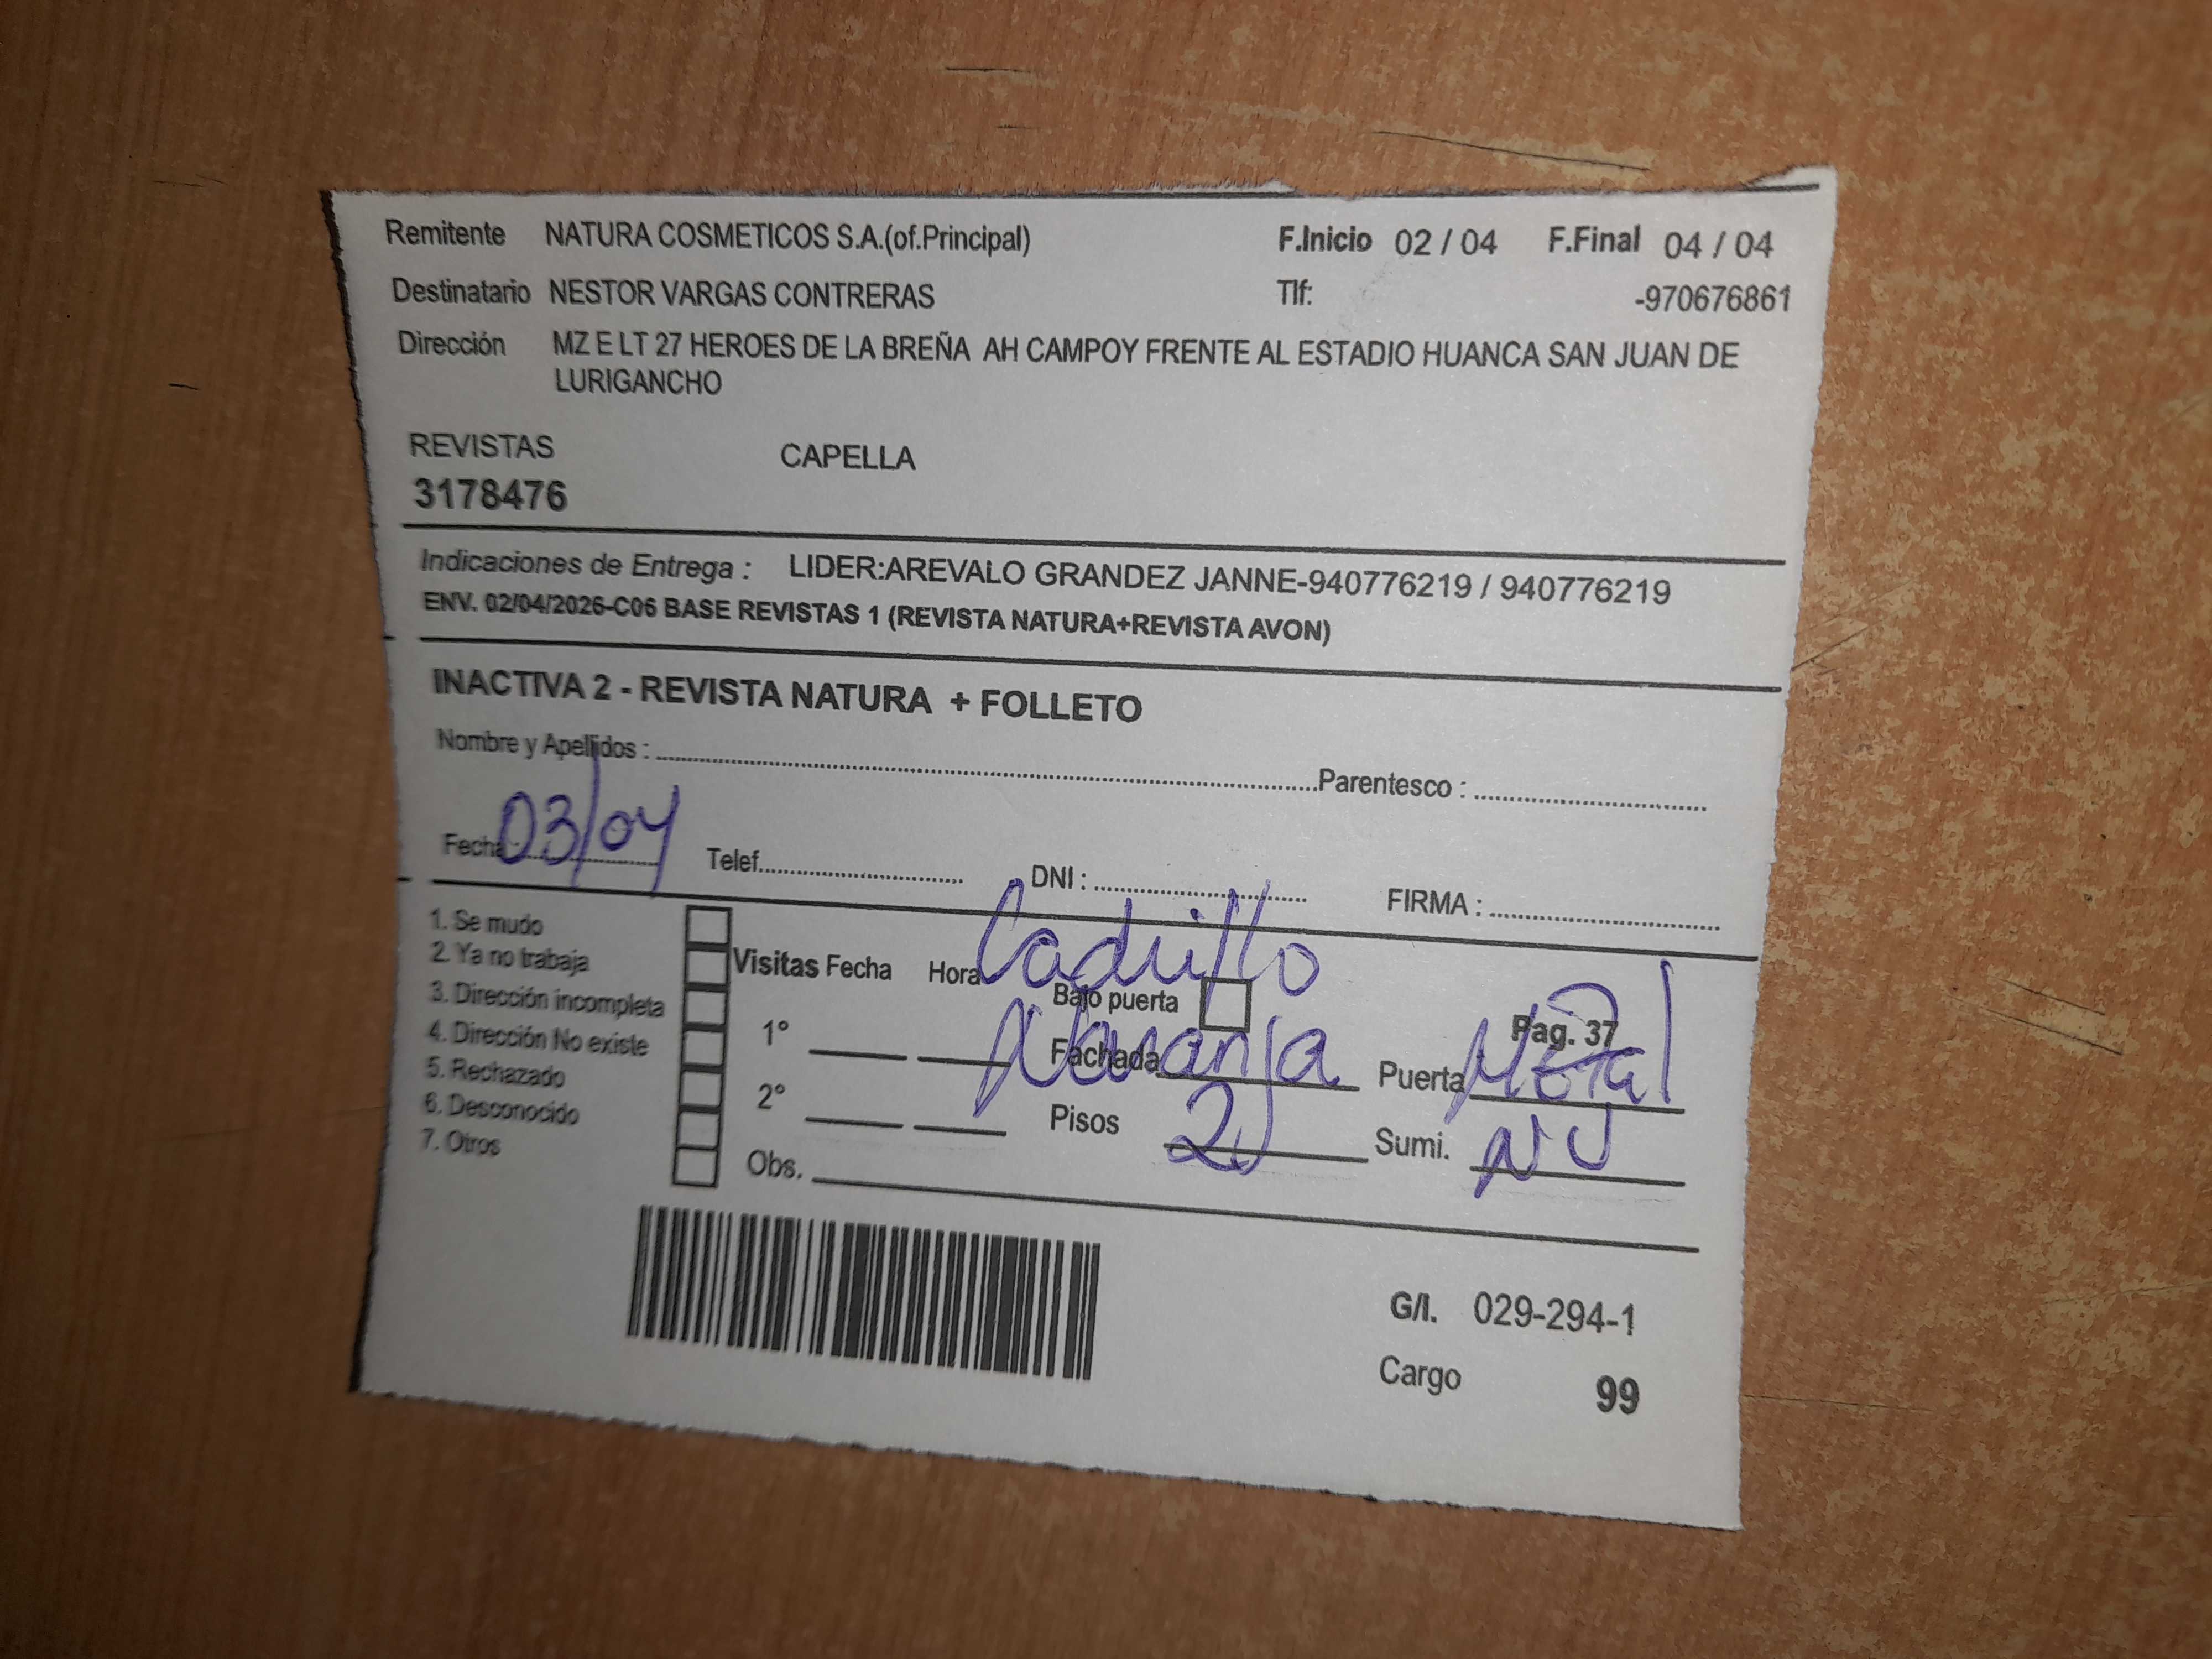 Remitente NATURA COSMETICOS S.A.(of.Principal) F.Inicio 02 / 04 F.Final 04 / 04
Destinatario NESTOR VARGAS CONTRERAS Tlf: -970676861
Dirección MZ E LT 27 HEROES DE LA BREÑA AH CAMPOY FRENTE AL ESTADIO HUANCA SAN JUAN DE
LURIGANCHO
REVISTAS CAPELLA
3178476
Indicaciones de Entrega : LIDER:AREVALO GRANDEZ JANNE-940776219 / 940776219
ENV. 02/04/2026-C06 BASE REVISTAS 1 (REVISTA NATURA+REVISTA AVON)
INACTIVA 2 - REVISTA NATURA + FOLLETO
Nombre y Apellidos : Parentesco :
Fecha : 03/04 Telef. DNI : FIRMA :
1. Se mudo
2. Ya no trabaja
3. Dirección incompleta
4. Dirección No existe
5. Rechazado
6. Desconocido
7. Otros
Visitas Fecha Hora Ladrillo
Bajo puerta Pag. 37
1° Fachada Naranja Puerta Metal
2° Pisos 2 Sumi.
Obs.
G/I. 029-294-1
Cargo 99